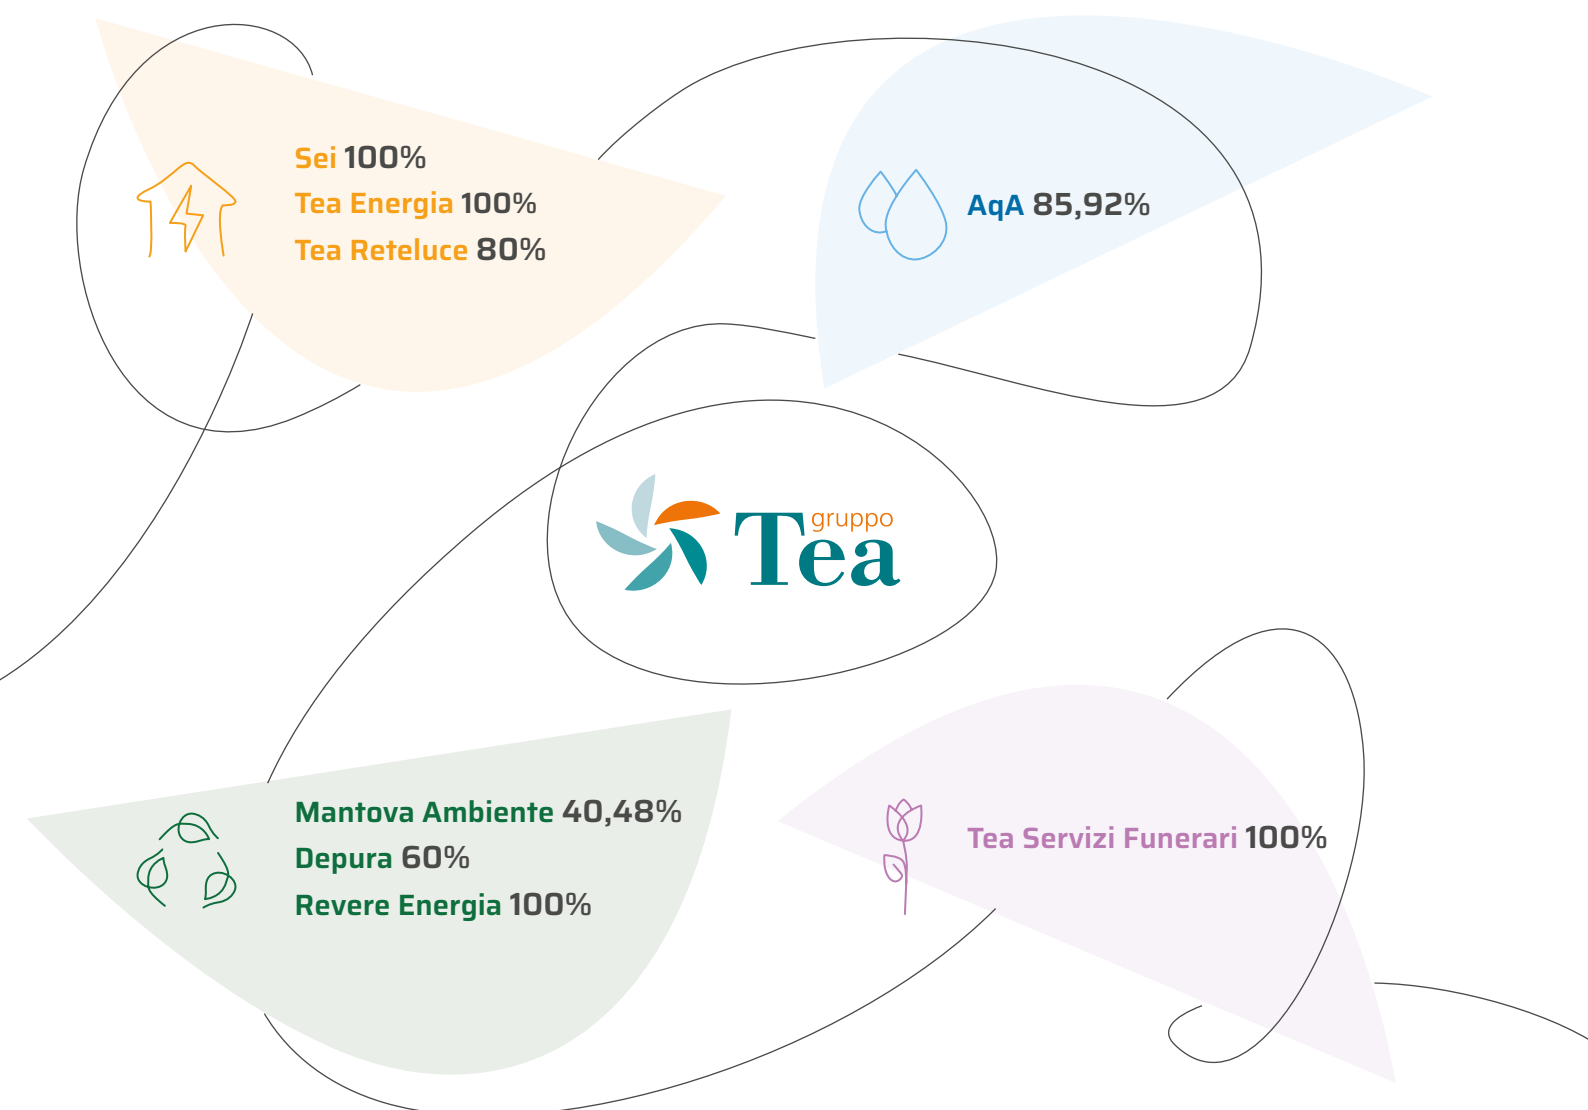 Sei 100%
Tea Energia 100%
Tea Reteluce 80%
AqA 85,92%
gruppo
Tea
Mantova Ambiente 40,48%
Depura 60%
Revere Energia 100%
Tea Servizi Funerari 100%